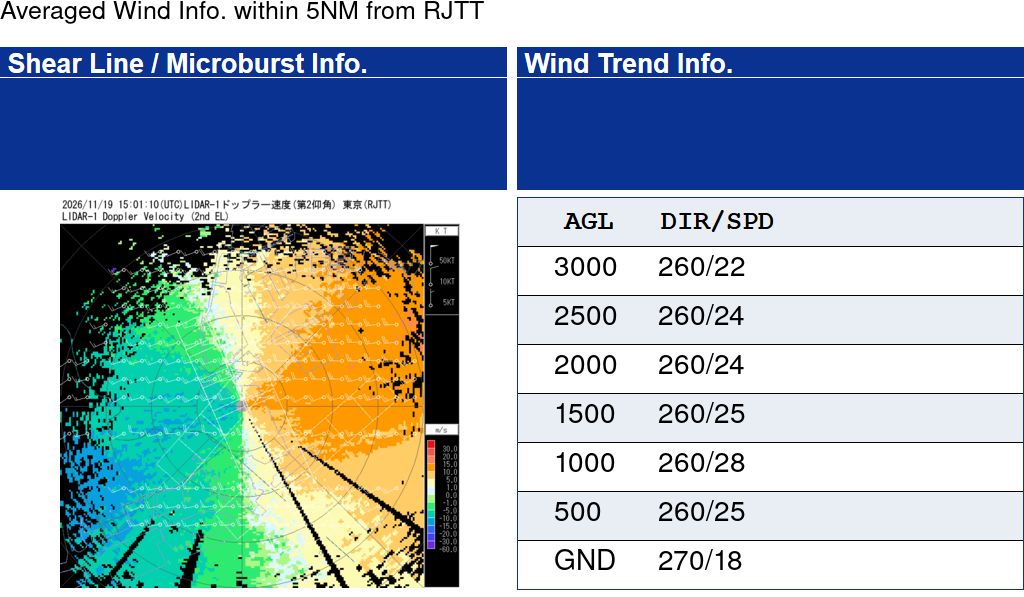 Averaged Wind Info. within 5NM from RJTT
Shear Line / Microburst Info.
Wind Trend Info.
2026/11/19 15:01:10(UTC)LIDAR-1ドップラー速度(第2仰角) 東京(RJTT)
LIDAR-1 Doppler Velocity (2nd EL)
K T
50KT
10KT
5KT
m/s
30.0
20.0
15.0
10.0
5.0
1.0
0.0
-1.0
-5.0
-10.0
-15.0
-20.0
-30.0
-60.0
AGL DIR/SPD
3000 260/22
2500 260/24
2000 260/24
1500 260/25
1000 260/28
500 260/25
GND 270/18